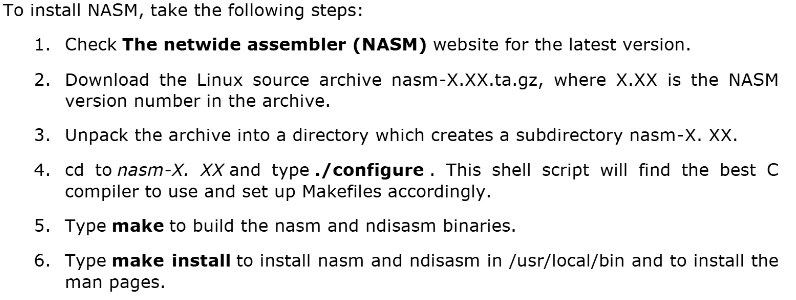 To install NASM, take the following steps:
1. Check The netwide assembler (NASM) website for the latest version.
2. Download the Linux source archive nasm-X.XX.ta.gz, where X.XX is the NASM
version number in the archive.
3. Unpack the archive into a directory which creates a subdirectory nasm-X. XX.
4. cd to nasm-X. XX and type ./configure . This shell script will find the best C
compiler to use and set up Makefiles accordingly.
5. Type make to build the nasm and ndisasm binaries.
6. Type make install to install nasm and ndisasm in /usr/local/bin and to install the
man pages.